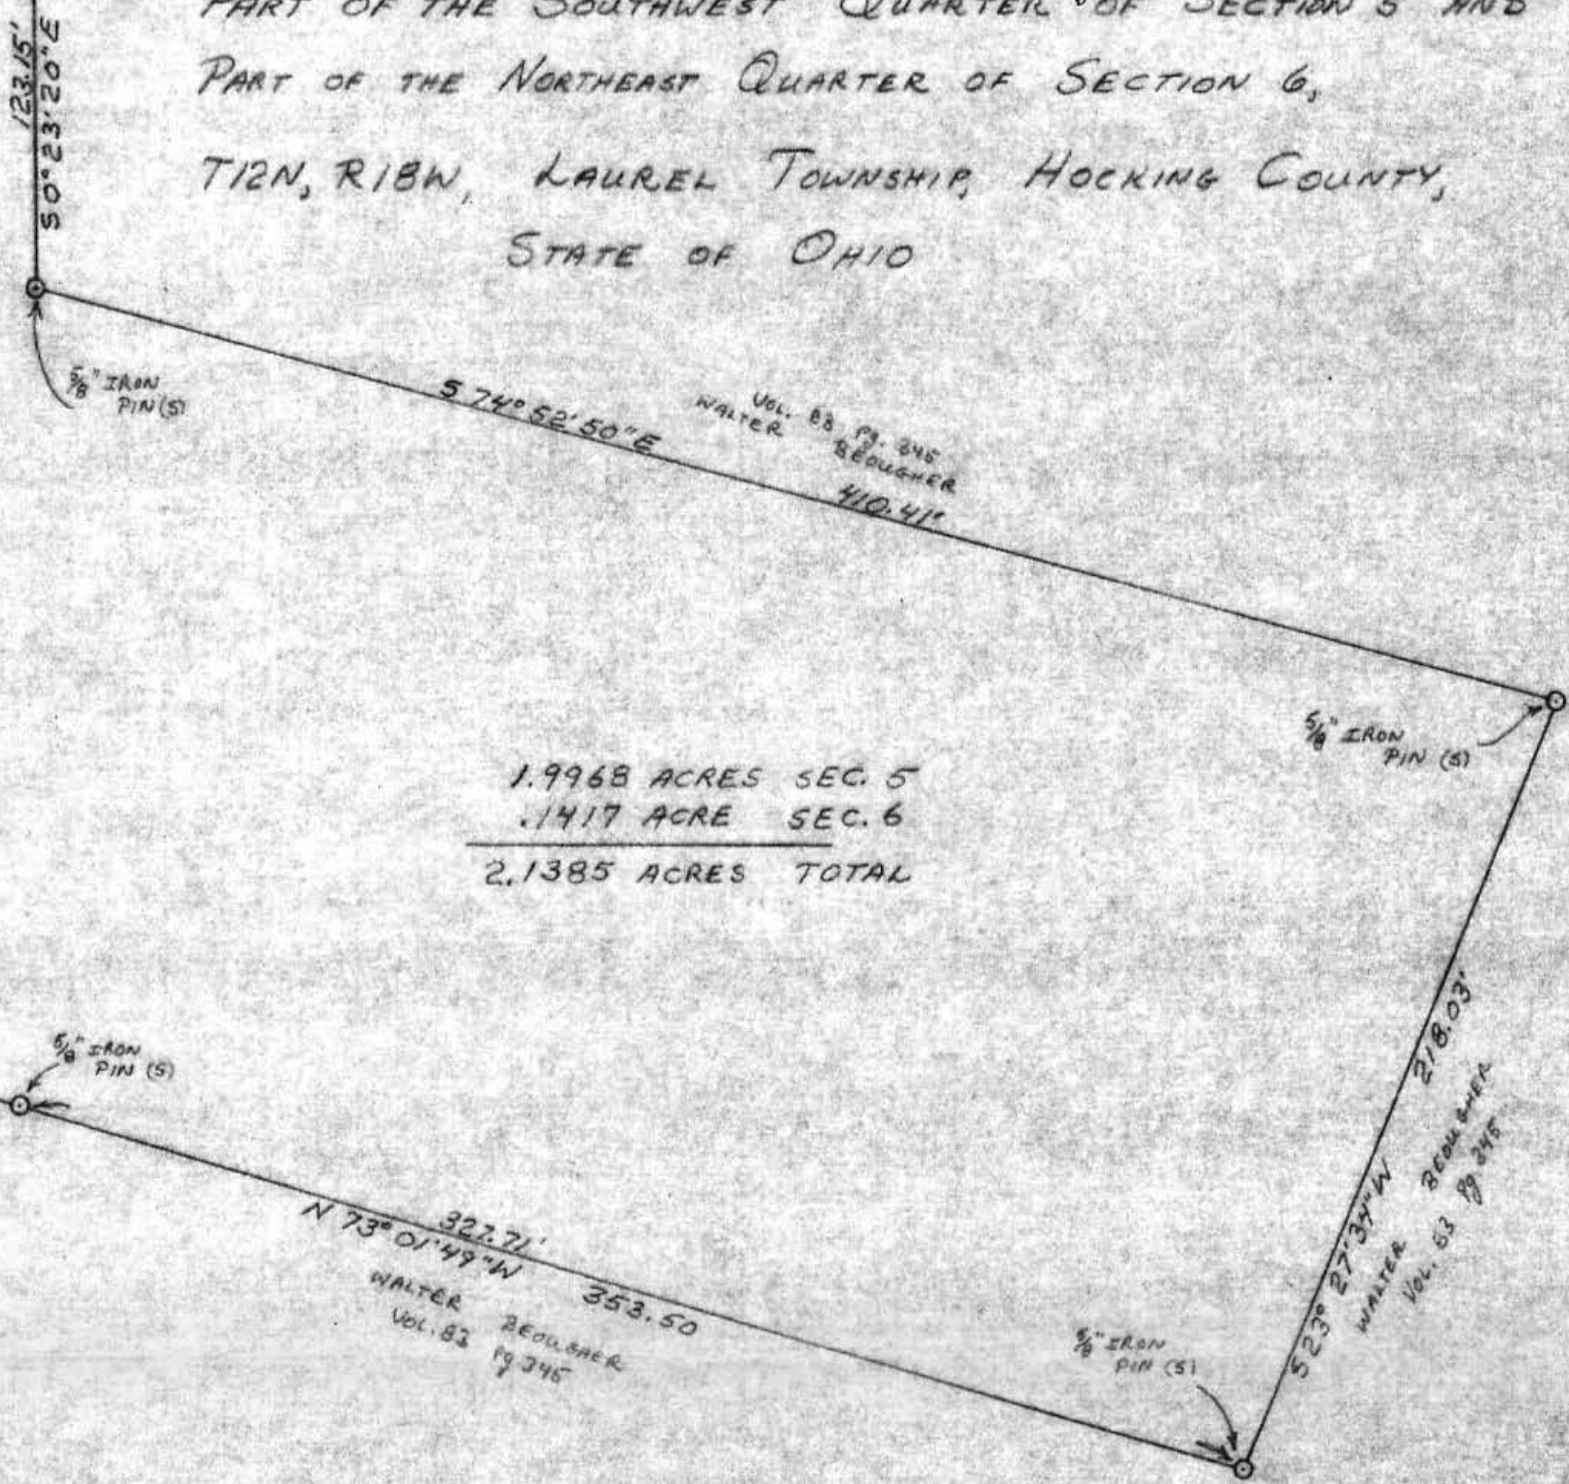 PART OF THE SOUTHWEST QUARTER OF SECTION 5 AND
PART OF THE NORTHEAST QUARTER OF SECTION 6,
T12N, R18W, LAUREL TOWNSHIP, HOCKING COUNTY,
STATE OF OHIO
123.15'
S0° 23' 20" E
5/8" IRON
PIN (S)
S 74° 52' 50" E
VOL. 83 pg. 345
WALTER BEOUGHER
410.41'
5/8" IRON
PIN (S)
1.9968 ACRES SEC. 5
.1417 ACRE SEC. 6
2.1385 ACRES TOTAL
5/8" IRON
PIN (S)
218.03'
S 23° 27' 34" W
WALTER BEOUGHER
VOL. 83 pg. 345
327.71'
N 73° 01' 49" W
353.50
WALTER BEOUGHER
VOL. 83 pg 345
5/8" IRON
PIN (S)